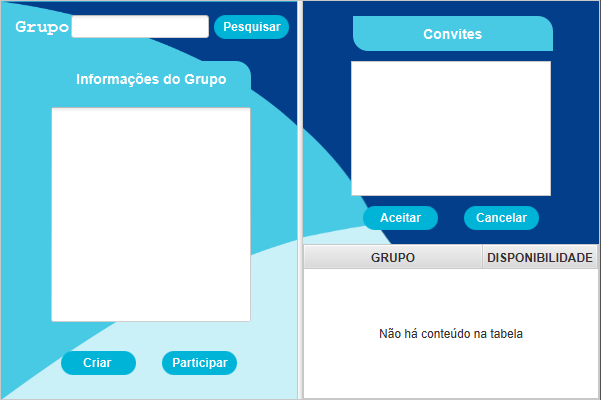 Grupo
Pesquisar
Informações do Grupo
Criar
Participar
Convites
Aceitar
Cancelar
GRUPO
DISPONIBILIDADE
Não há conteúdo na tabela